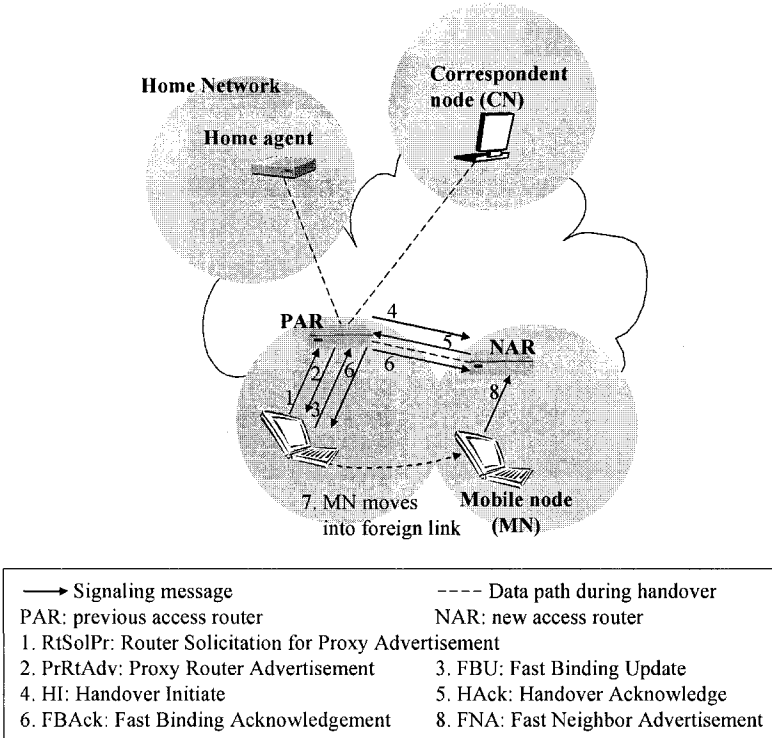 Home Network
Home agent
Correspondent
node (CN)
PAR
4
5
6
NAR
1
2
3
6
8
7. MN moves
into foreign link
Mobile node
(MN)
Signaling message
Data path during handover
PAR: previous access router
NAR: new access router
1. RtSolPr: Router Solicitation for Proxy Advertisement
2. PrRtAdv: Proxy Router Advertisement
3. FBU: Fast Binding Update
4. HI: Handover Initiate
5. HAck: Handover Acknowledge
6. FBAck: Fast Binding Acknowledgement
8. FNA: Fast Neighbor Advertisement